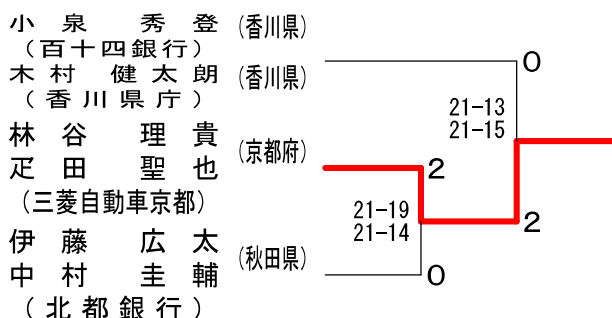 小泉秀登 (香川県)
(百十四銀行)
木村健太朗 (香川県)
(香川県庁)
0
21-13
21-15
林谷理貴
疋田聖也
(京都府)
(三菱自動車京都)
2
21-19
21-14
2
伊藤広太
中村圭輔
(秋田県)
(北都銀行)
0